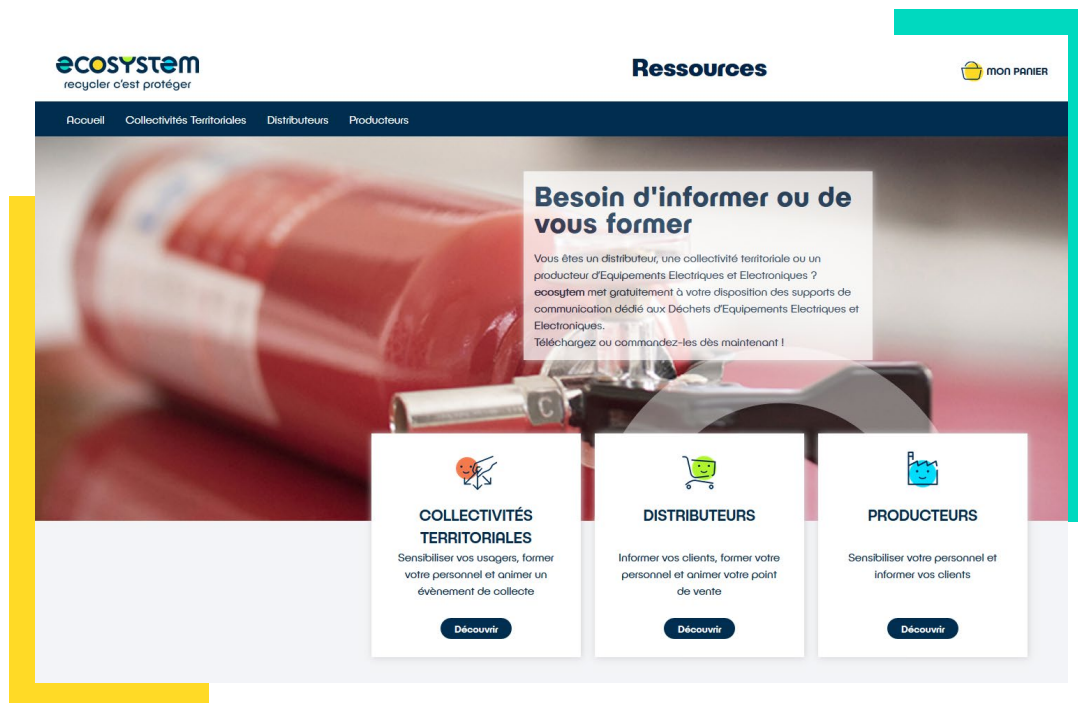 ecosystem
recycler c'est protéger
Ressources
MON PANIER
Accueil Collectivités Territoriales Distributeurs Producteurs
Besoin d'informer ou de
vous former
Vous êtes un distributeur, une collectivité territoriale ou un
producteur d'Equipements Electriques et Electroniques ?
ecosytem met gratuitement à votre disposition des supports de
communication dédié aux Déchets d'Equipements Electriques et
Electroniques.
Téléchargez ou commandez-les dès maintenant !
C
COLLECTIVITÉS
TERRITORIALES
Sensibiliser vos usagers, former
votre personnel et animer un
évènement de collecte
Découvrir
DISTRIBUTEURS
Informer vos clients, former votre
personnel et animer votre point
de vente
Découvrir
PRODUCTEURS
Sensibiliser votre personnel et
informer vos clients
Découvrir